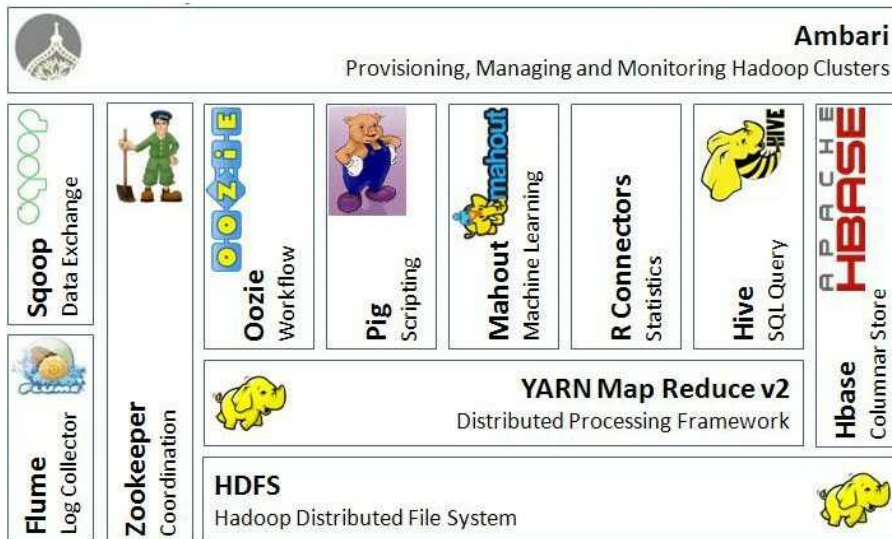 Ambari
Provisioning, Managing and Monitoring Hadoop Clusters
sqoop
Sqoop
Data Exchange
Zookeeper
Coordination
OOZiE
Oozie
Workflow
Pig
Scripting
mahout
Mahout
Machine Learning
R Connectors
Statistics
HIVE
Hive
SQL Query
APACHE
HBASE
Hbase
Columnar Store
Flume
Flume
Log Collector
YARN Map Reduce v2
Distributed Processing Framework
HDFS
Hadoop Distributed File System